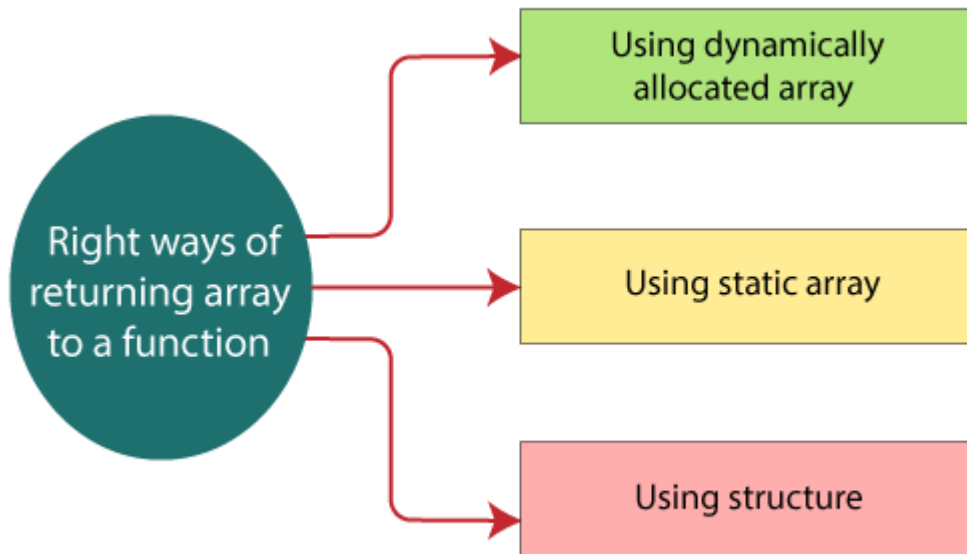 Right ways of
returning array
to a function
Using dynamically
allocated array
Using static array
Using structure